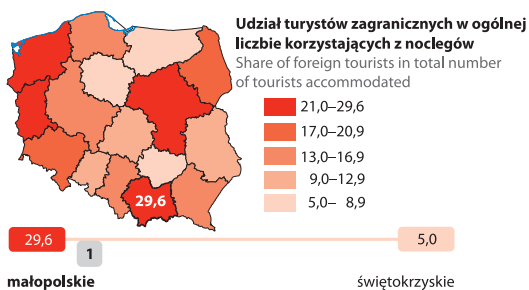 Udział turystów zagranicznych w ogólnej
liczbie korzystających z noclegów
Share of foreign tourists in total number
of tourists accommodated
21,0–29,6
17,0–20,9
13,0–16,9
9,0–12,9
5,0– 8,9
29,6
29,6
5,0
1
małopolskie
świętokrzyskie